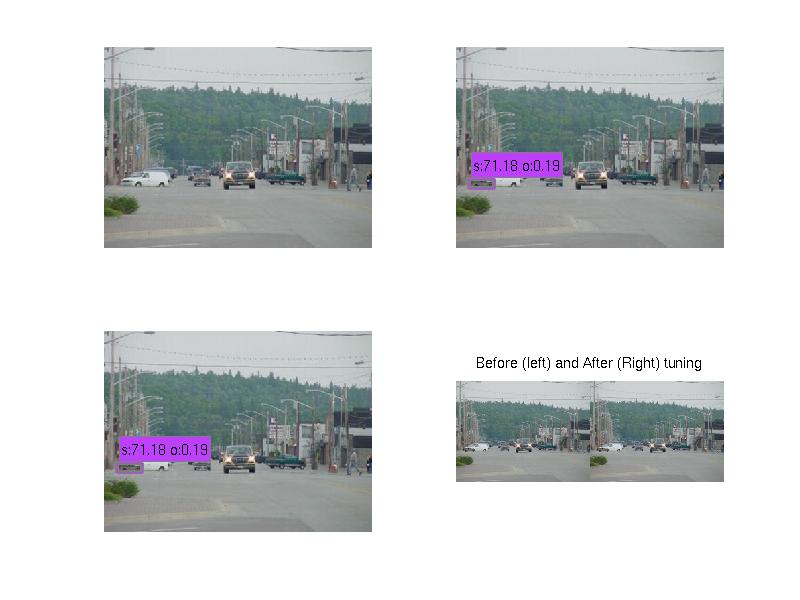 s:71.18 o:0.19
s:71.18 o:0.19
Before (left) and After (Right) tuning